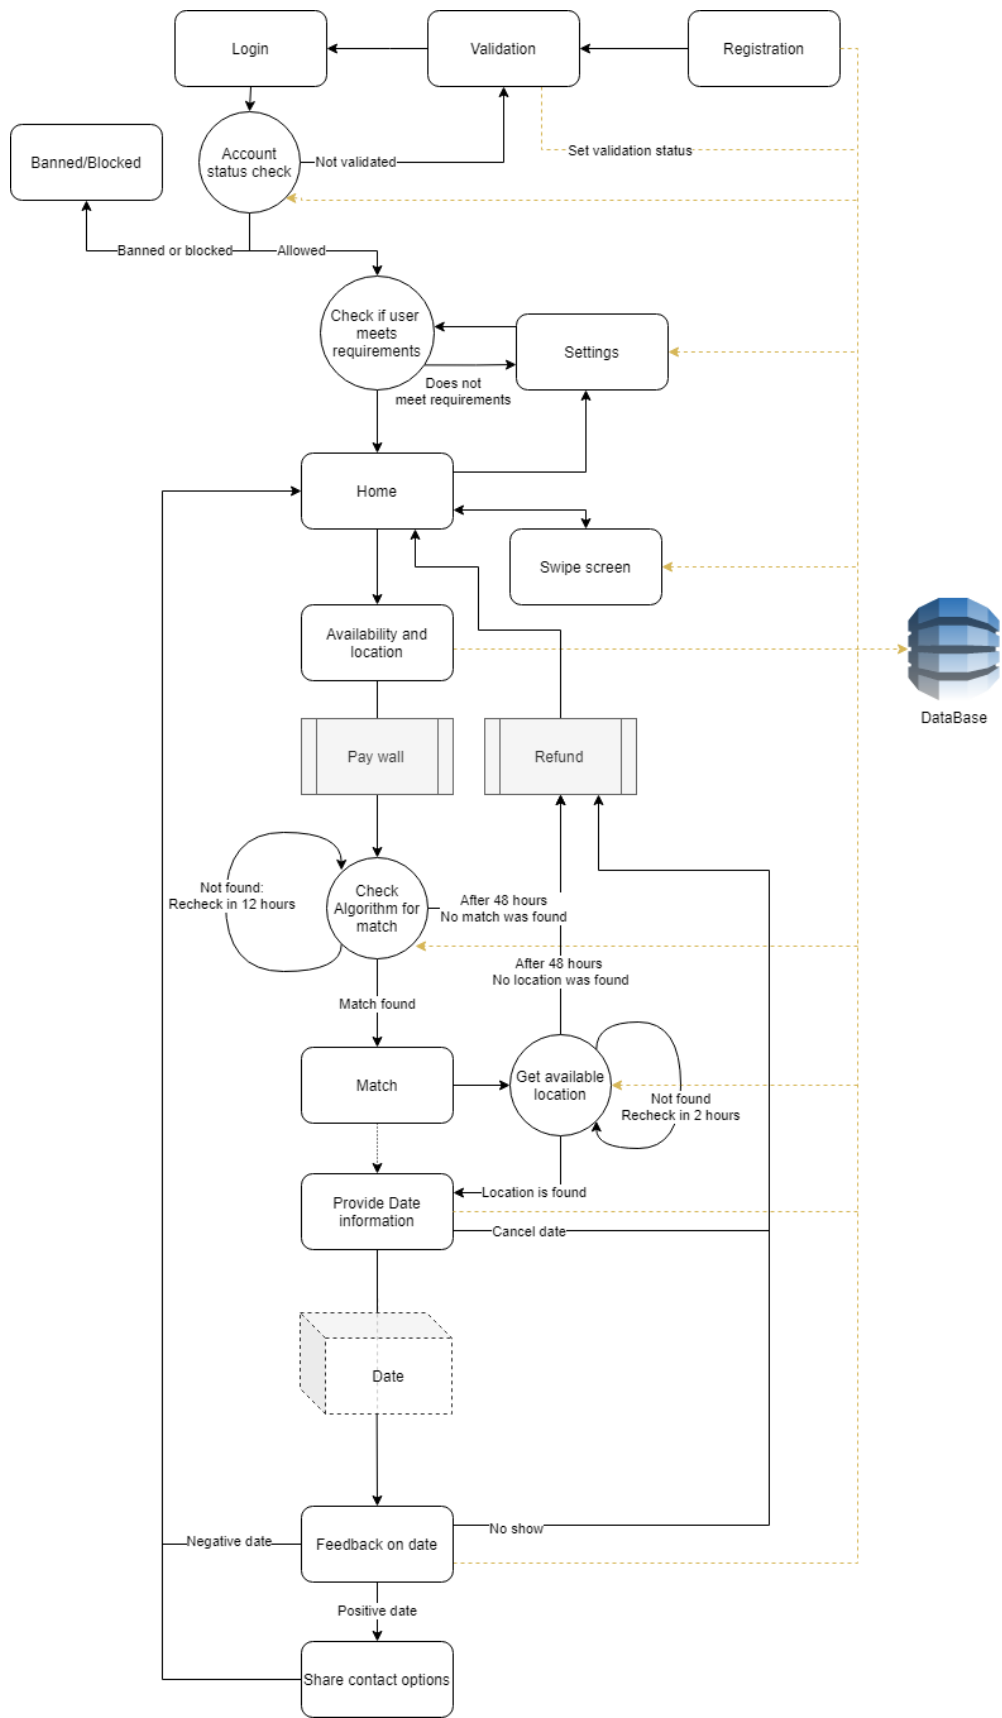 Login
Validation
Registration
Banned/Blocked
Account
status check
Not validated
Set validation status
Banned or blocked
Allowed
Check if user
meets
requirements
Settings
Does not
meet requirements
Home
Swipe screen
Availability and
location
DataBase
Pay wall
Refund
Not found:
Recheck in 12 hours
Check
Algorithm for
match
After 48 hours
No match was found
After 48 hours
No location was found
Match found
Match
Get available
location
Not found
Recheck in 2 hours
Location is found
Provide Date
information
Cancel date
Date
No show
Negative date
Feedback on date
Positive date
Share contact options